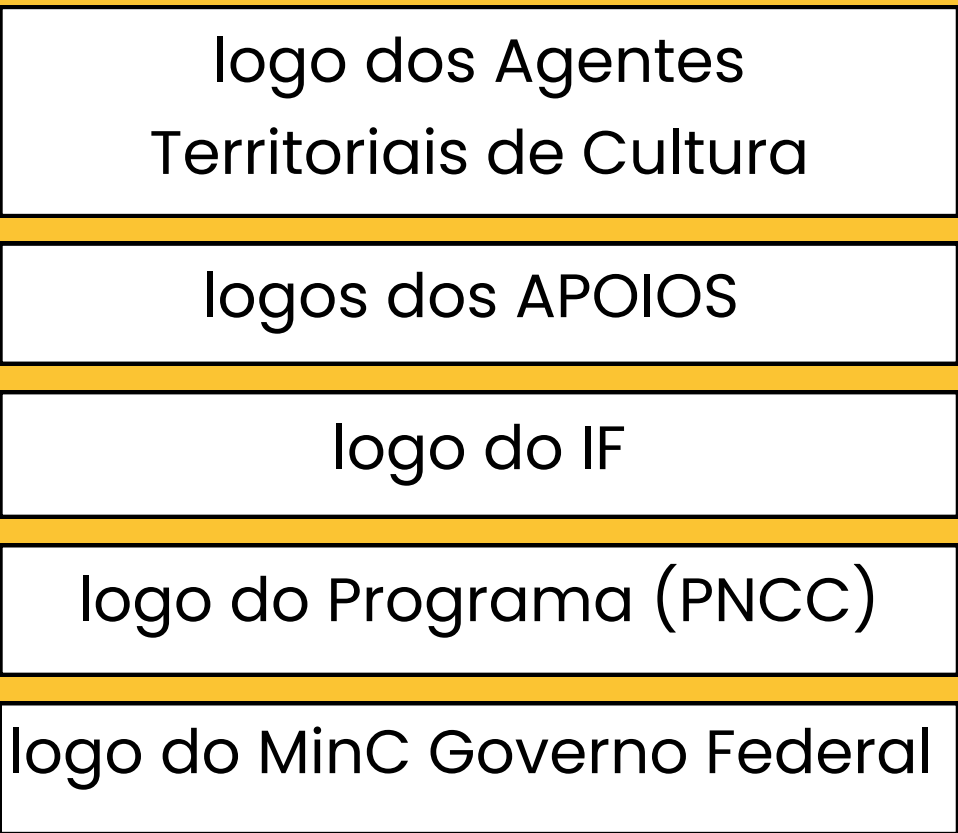 logo dos Agentes
Territoriais de Cultura
logos dos APOIOS
logo do IF
logo do Programa (PNCC)
logo do MinC Governo Federal